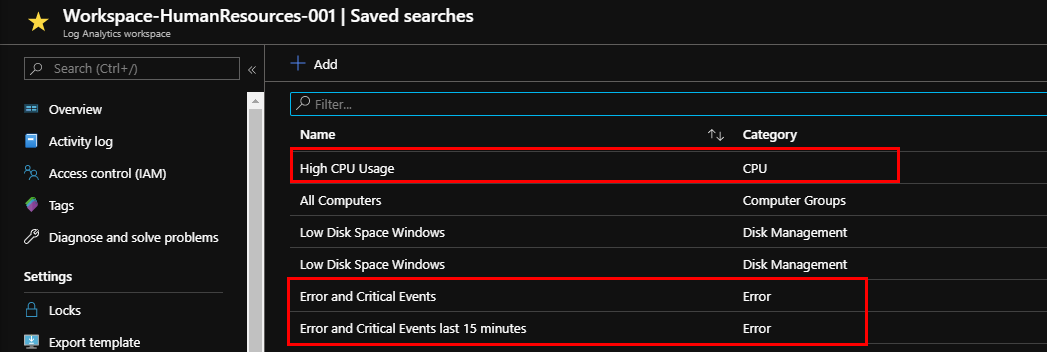 Workspace-HumanResources-001 | Saved searches
Log Analytics workspace
Search (Ctrl+/)
«
Overview
Activity log
Access control (IAM)
Tags
Diagnose and solve problems
Settings
Locks
Export template
+ Add
Filter...
Name ↑↓ Category
High CPU Usage CPU
All Computers Computer Groups
Low Disk Space Windows Disk Management
Low Disk Space Windows Disk Management
Error and Critical Events Error
Error and Critical Events last 15 minutes Error